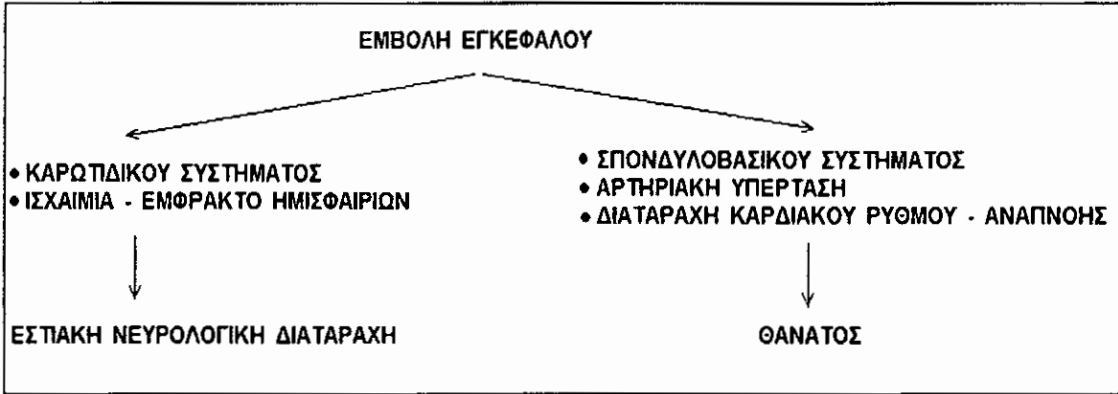 ΕΜΒΟΛΗ ΕΓΚΕΦΑΛΟΥ
• ΚΑΡΩΤΙΔΙΚΟΥ ΣΥΣΤΗΜΑΤΟΣ
• ΙΣΧΑΙΜΙΑ - ΕΜΦΡΑΚΤΟ ΗΜΙΣΦΑΙΡΙΩΝ
ΕΣΤΙΑΚΗ ΝΕΥΡΟΛΟΓΙΚΗ ΔΙΑΤΑΡΑΧΗ
• ΣΠΟΝΔΥΛΟΒΑΣΙΚΟΥ ΣΥΣΤΗΜΑΤΟΣ
• ΑΡΤΗΡΙΑΚΗ ΥΠΕΡΤΑΣΗ
• ΔΙΑΤΑΡΑΧΗ ΚΑΡΔΙΑΚΟΥ ΡΥΘΜΟΥ - ΑΝΑΠΝΟΗΣ
ΘΑΝΑΤΟΣ